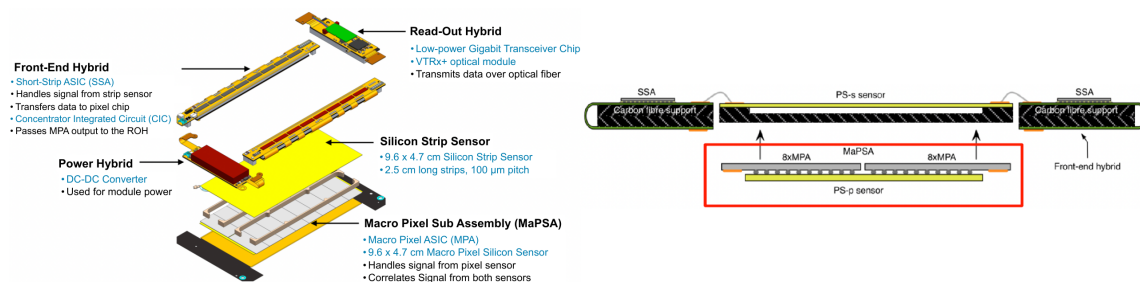 Read-Out Hybrid
• Low-power Gigabit Transceiver Chip
• VTRx+ optical module
• Transmits data over optical fiber
Front-End Hybrid
• Short-Strip ASIC (SSA)
• Handles signal from strip sensor
• Transfers data to pixel chip
• Concentrator Integrated Circuit (CIC)
• Passes MPA output to the ROH
Power Hybrid
• DC-DC Converter
• Used for module power
Silicon Strip Sensor
• 9.6 x 4.7 cm Silicon Strip Sensor
• 2.5 cm long strips, 100 µm pitch
Macro Pixel Sub Assembly (MaPSA)
• Macro Pixel ASIC (MPA)
• 9.6 x 4.7 cm Macro Pixel Silicon Sensor
• Handles signal from pixel sensor
• Correlates Signal from both sensors
SSA
PS-s sensor
SSA
Carbon fibre support
Carbon fibre support
MaPSA
8xMPA
8xMPA
PS-p sensor
Front-end hybrid